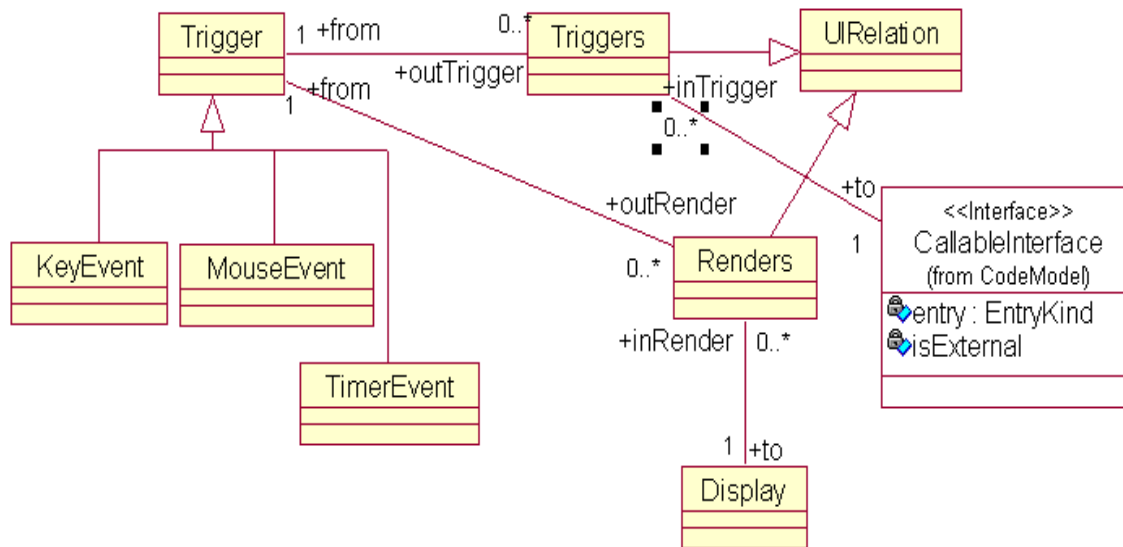 Trigger
1
+from
0..*
+outTrigger
Triggers
UIRelation
1
+from
+inTrigger
0..*
+to
1
<<Interface>>
CallableInterface
(from CodeModel)
entry : EntryKind
isExternal
+outRender
0..*
Renders
KeyEvent
MouseEvent
TimerEvent
+inRender
0..*
1
+to
Display